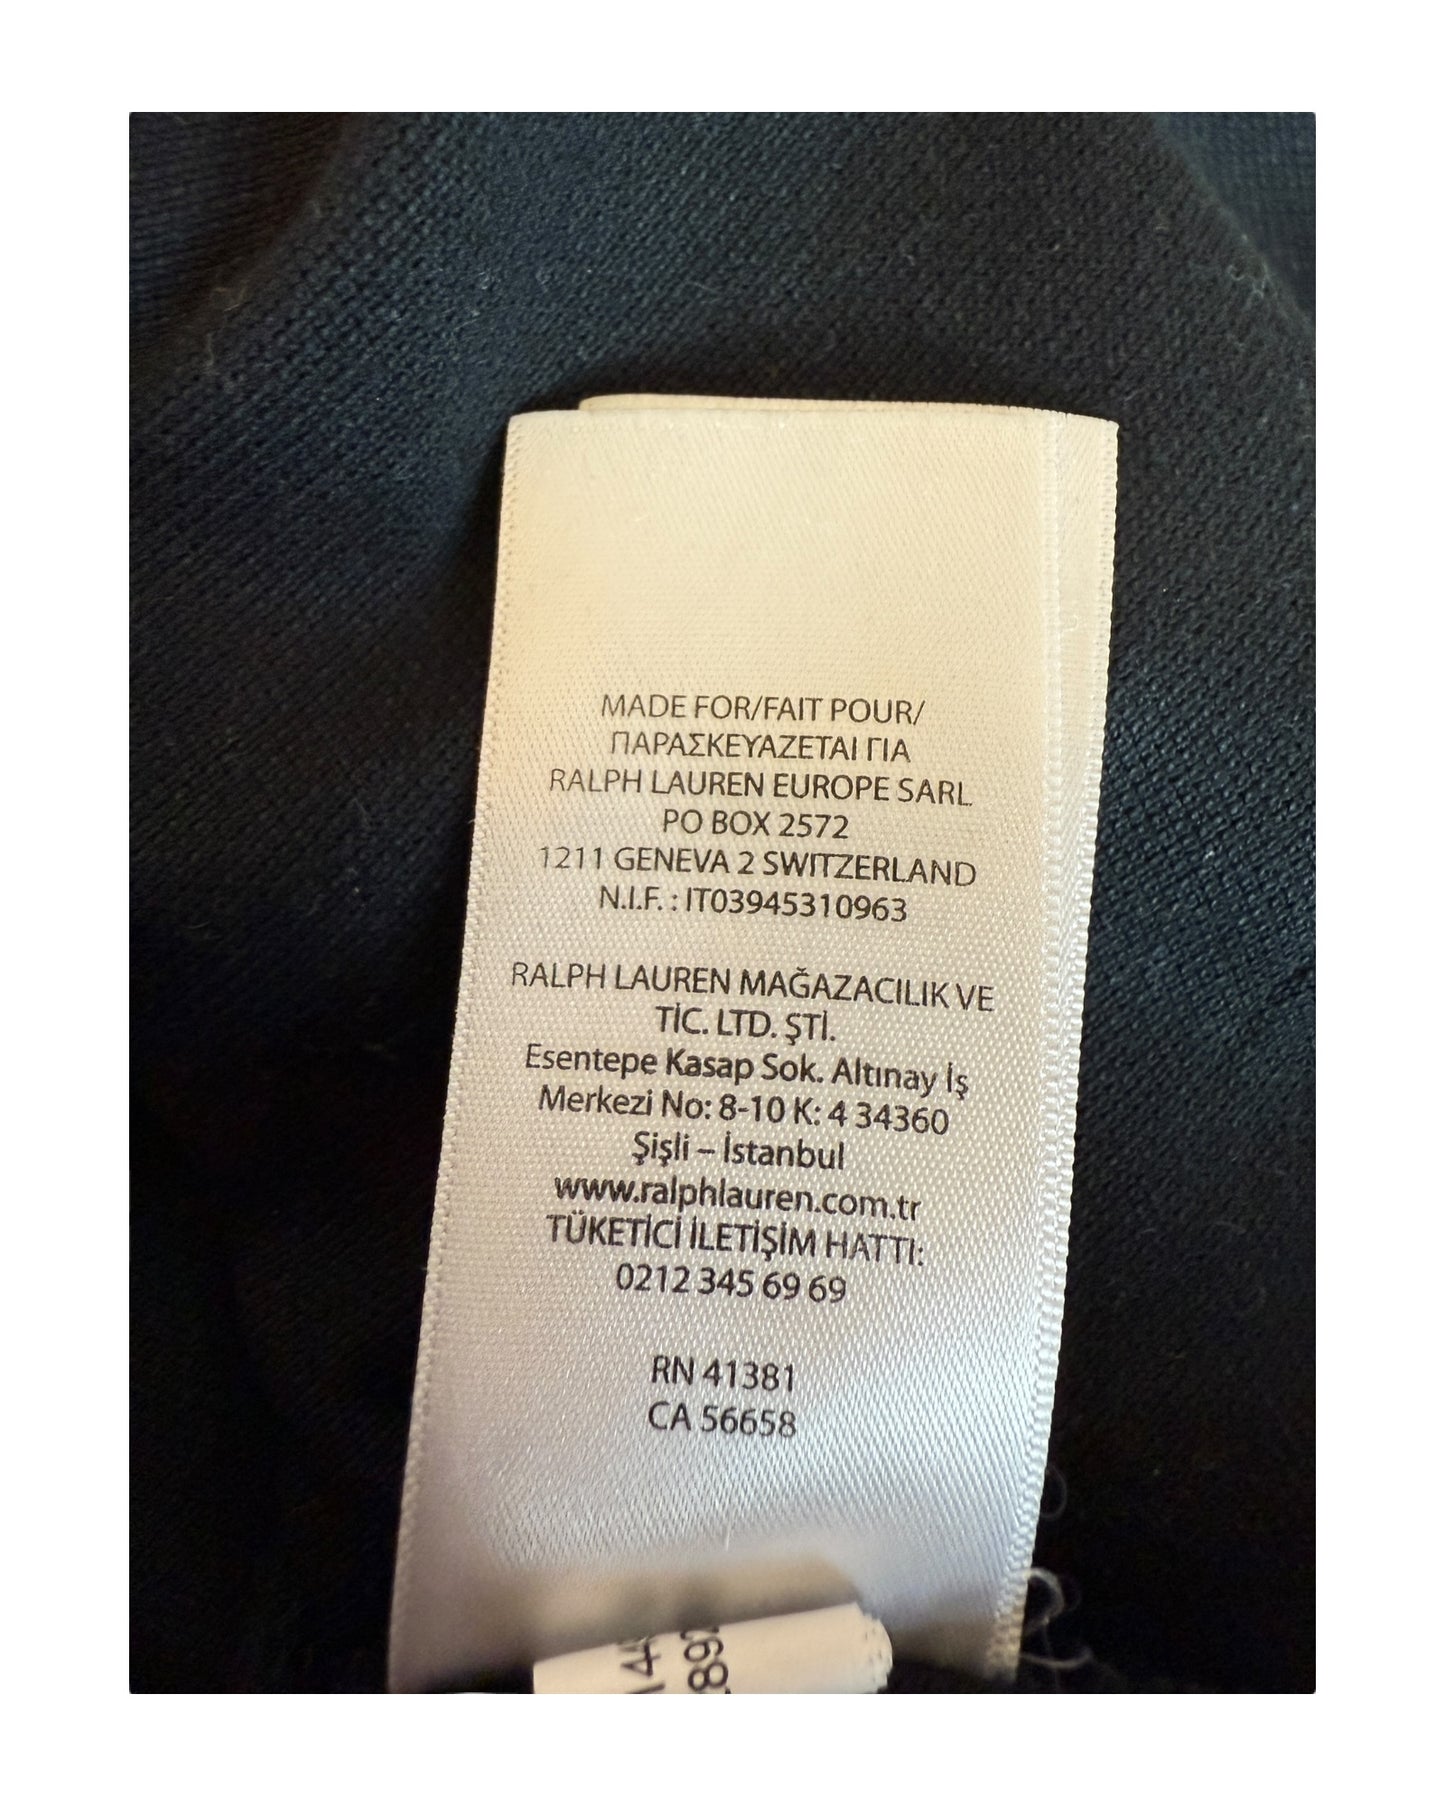 MADE FOR/FAIT POUR/
ΠΑΡΑΣΚΕΥΑΖΕΤΑΙ ΓΙΑ
RALPH LAUREN EUROPE SARL
PO BOX 2572
1211 GENEVA 2 SWITZERLAND
N.I.F. : IT03945310963
RALPH LAUREN MAĞAZACILIK VE
TİC. LTD. ŞTİ.
Esentepe Kasap Sok. Altınay İş
Merkezi No: 8-10 K: 4 34360
Şişli – İstanbul
www.ralphlauren.com.tr
TÜKETİCİ İLETİŞİM HATTI:
0212 345 69 69
RN 41381
CA 56658